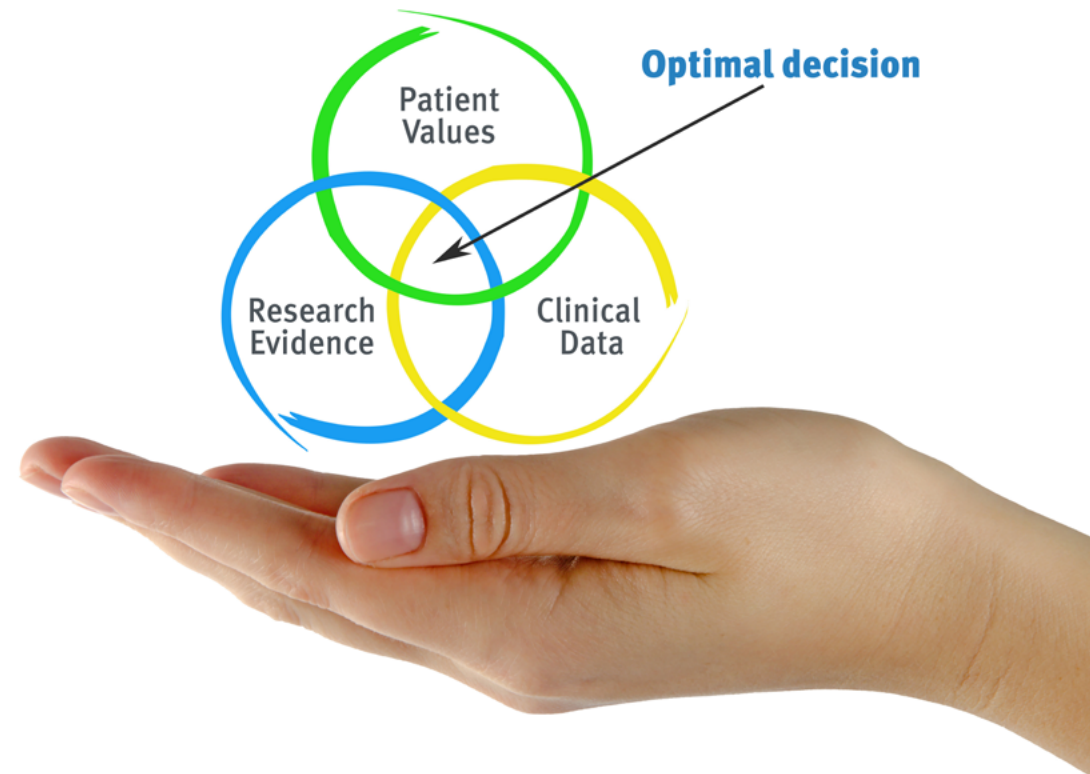 Optimal decision
Patient
Values
Research
Evidence
Clinical
Data